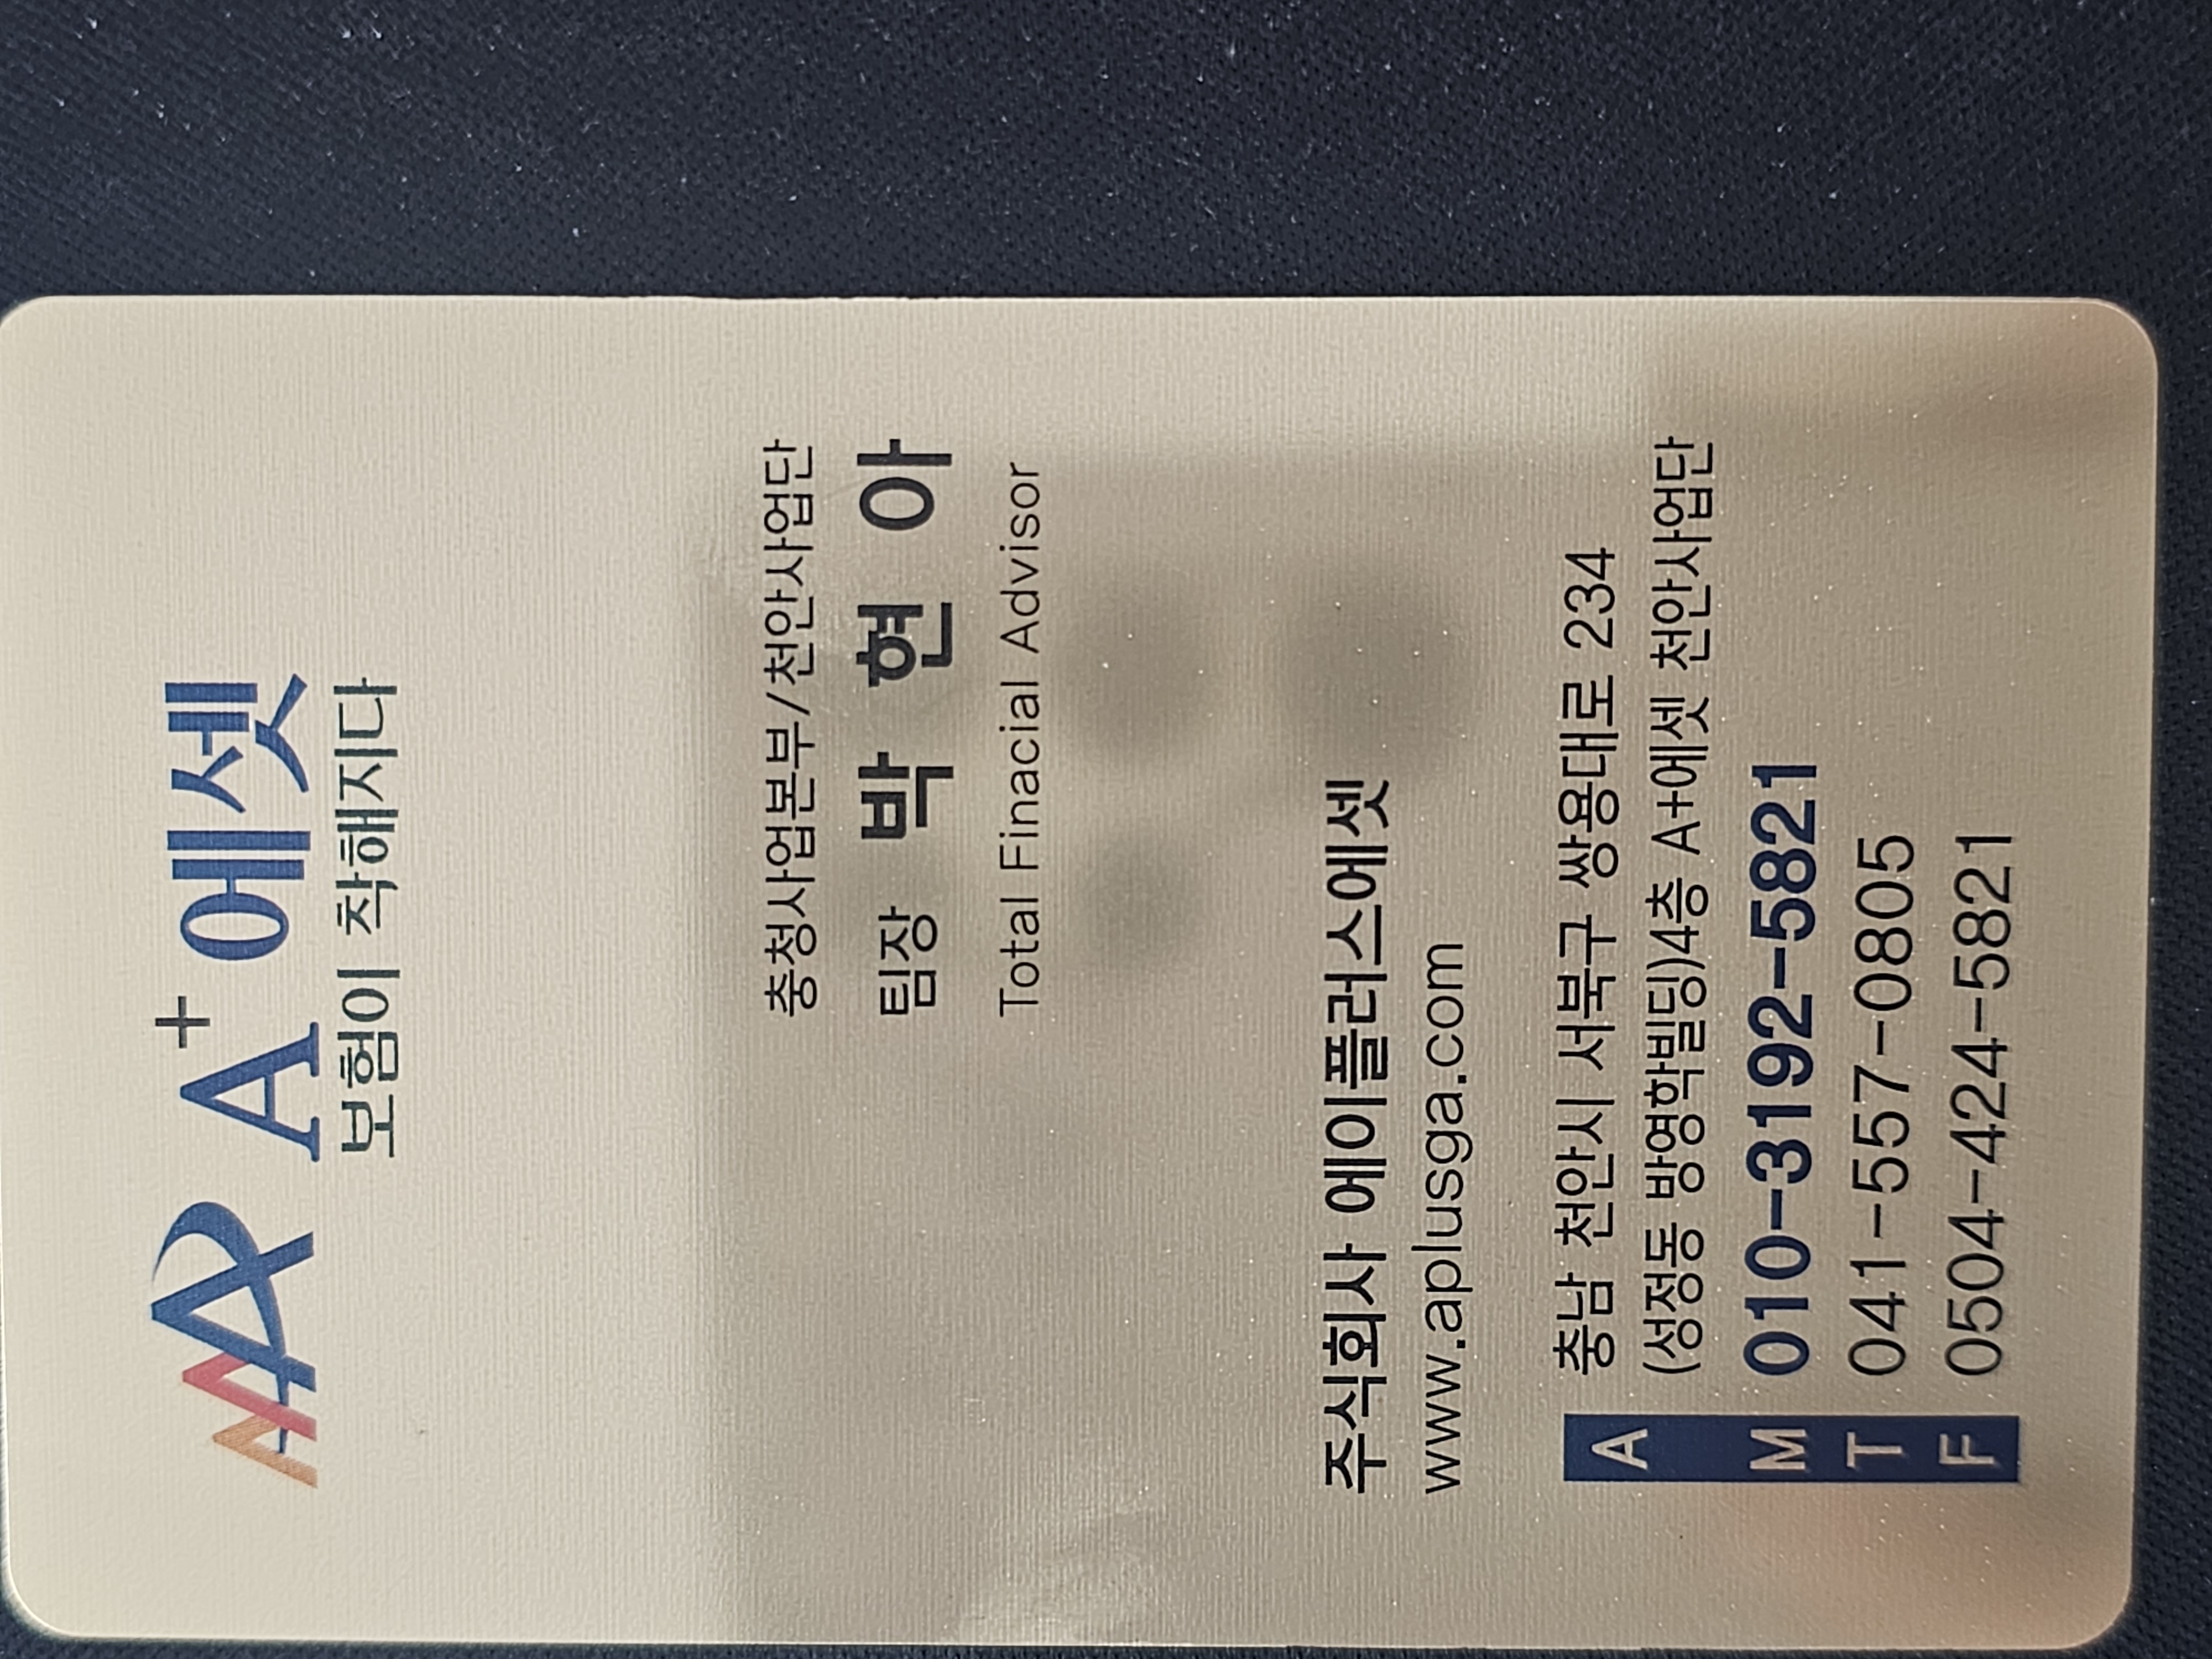 A+에셋
보험이 착해지다
충청사업본부/천안사업단
팀장 박 현 아
Total Finacial Advisor
주식회사 에이플러스에셋
www.aplusga.com
A 충남 천안시 서북구 쌍용대로 234
(성정동 방영학빌딩)4층 A+에셋 천안사업단
M 010-3192-5821
T 041-557-0805
F 0504-424-5821